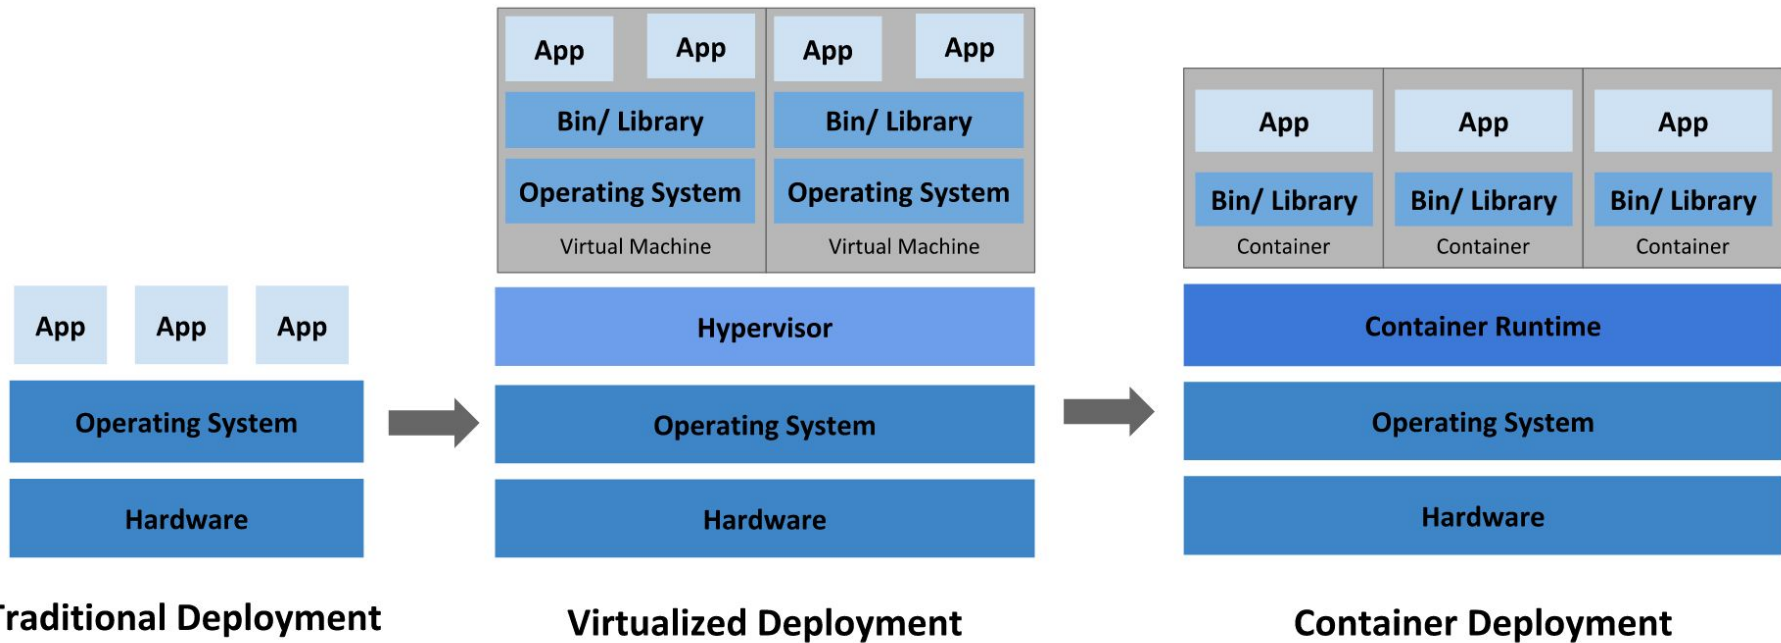 App App App
Operating System
Hardware
Traditional Deployment
App App App App
Bin/ Library Bin/ Library
Operating System Operating System
Virtual Machine Virtual Machine
Hypervisor
Operating System
Hardware
Virtualized Deployment
App App App
Bin/ Library Bin/ Library Bin/ Library
Container Container Container
Container Runtime
Operating System
Hardware
Container Deployment